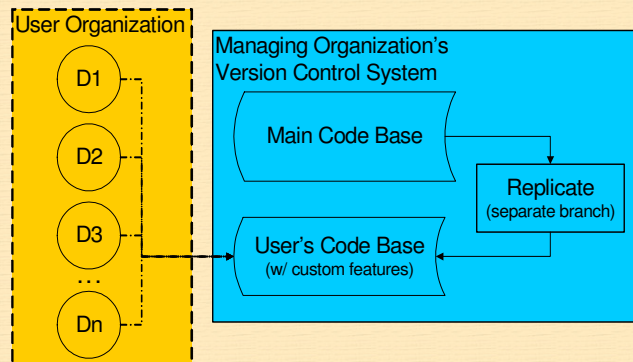 User Organization
D1
D2
D3
...
Dn
Managing Organization's
Version Control System
Main Code Base
Replicate
(separate branch)
User's Code Base
(w/ custom features)